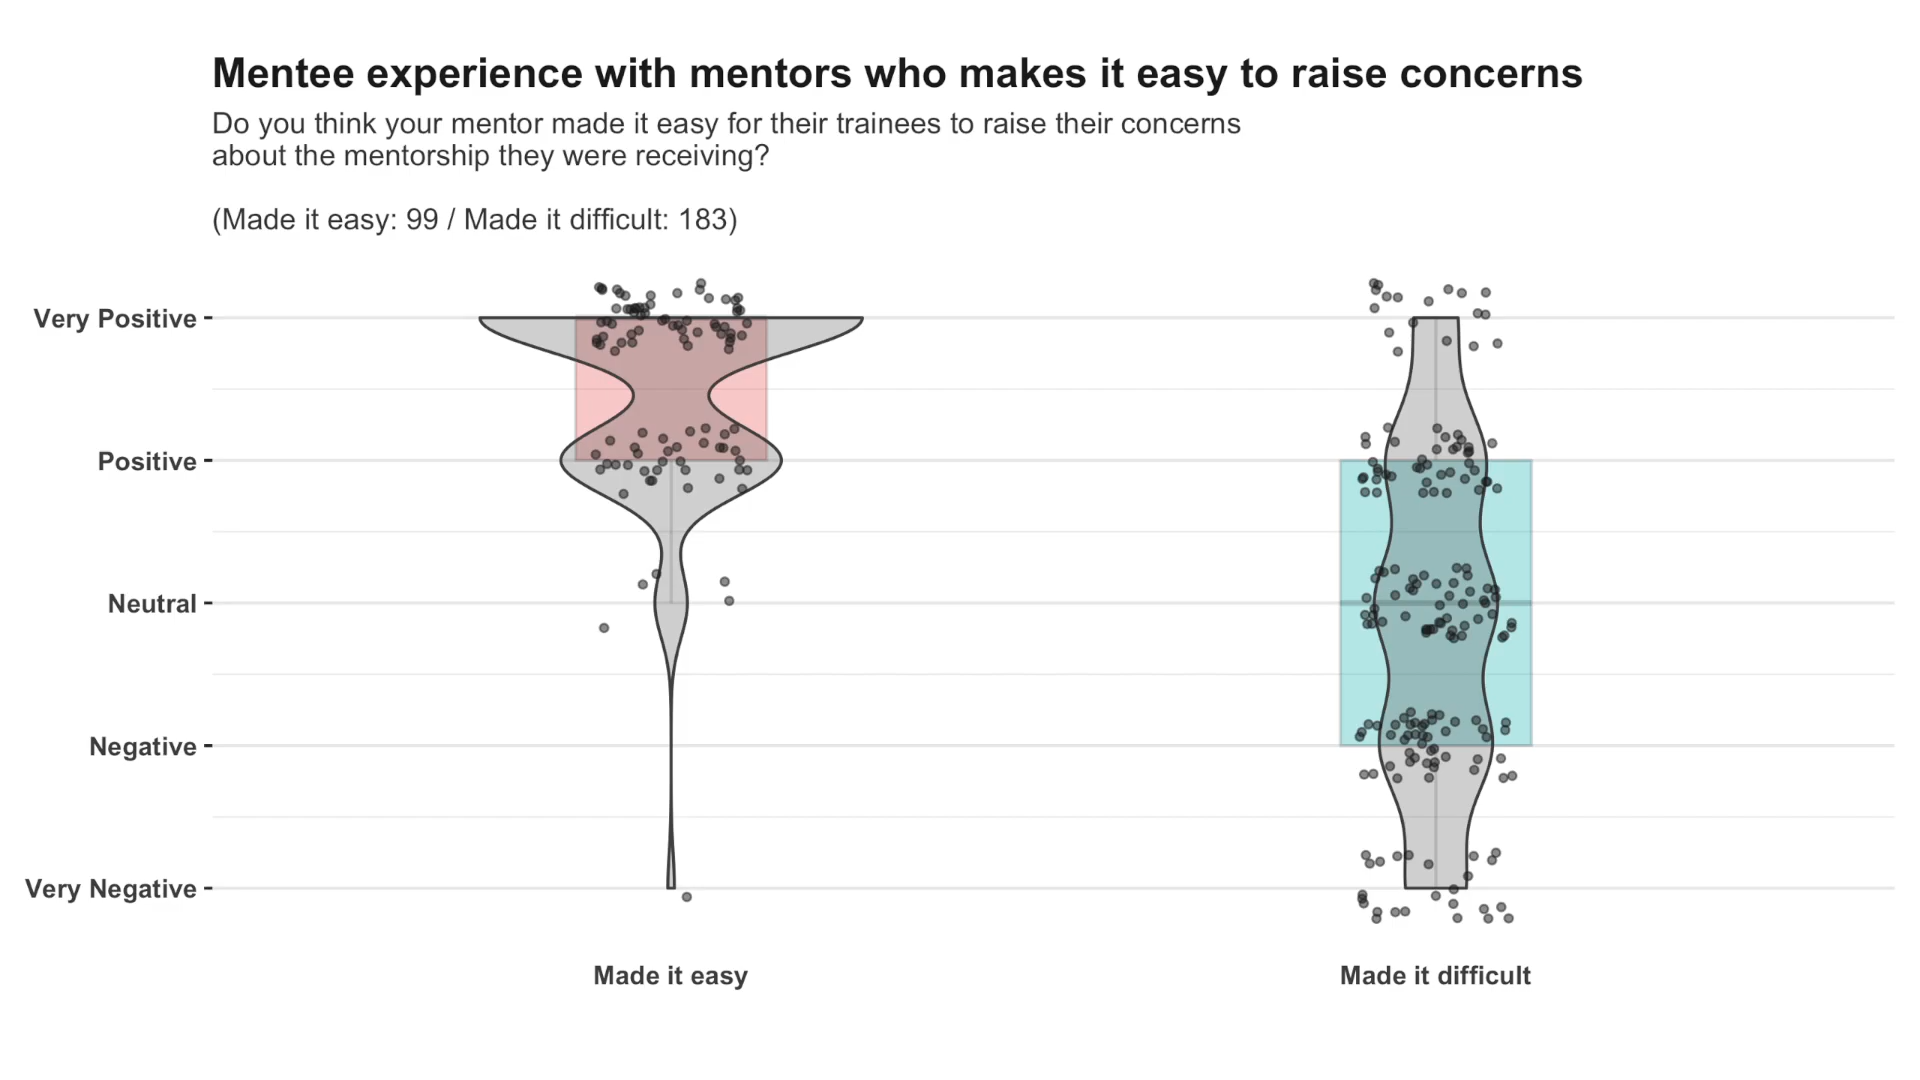 Mentee experience with mentors who makes it easy to raise concerns
Do you think your mentor made it easy for their trainees to raise their concerns
about the mentorship they were receiving?
(Made it easy: 99 / Made it difficult: 183)
Very Positive
Positive
Neutral
Negative
Very Negative
Made it easy
Made it difficult